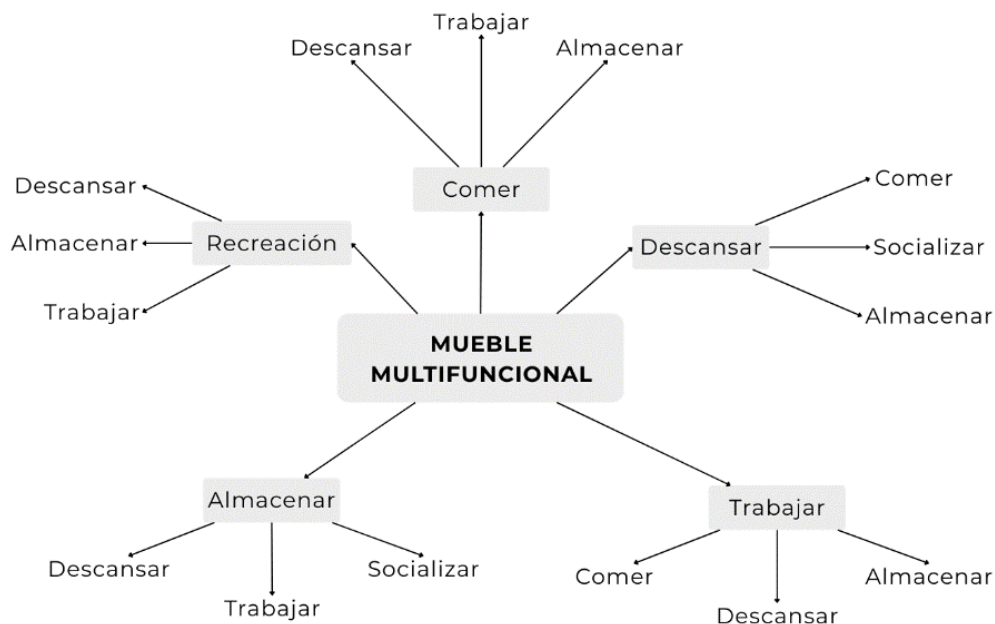 Trabajar
Descansar
Almacenar
Comer
Descansar
Almacenar
Trabajar
Recreación
Descansar
Comer
Socializar
Almacenar
MUEBLE
MULTIFUNCIONAL
Almacenar
Descansar
Trabajar
Socializar
Trabajar
Comer
Descansar
Almacenar